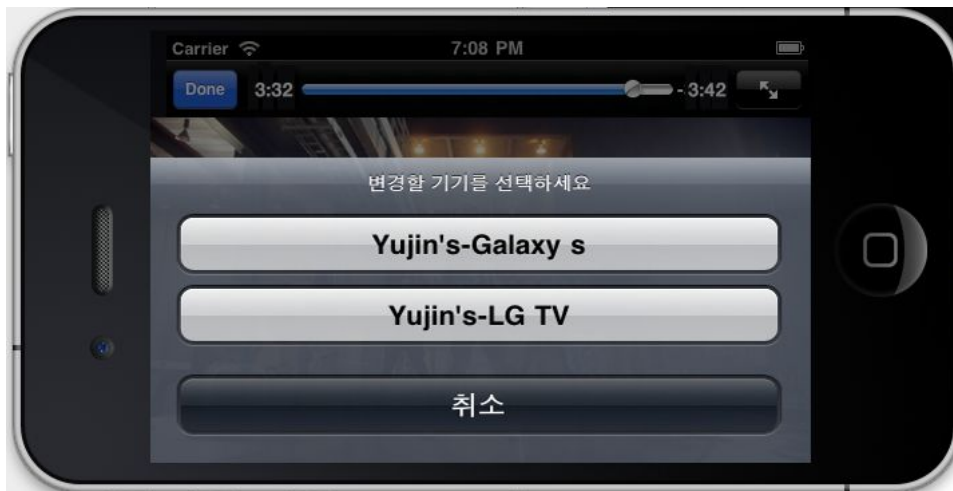 Carrier 7:08 PM
Done 3:32 - 3:42
변경할 기기를 선택하세요
Yujin's-Galaxy s
Yujin's-LG TV
취소